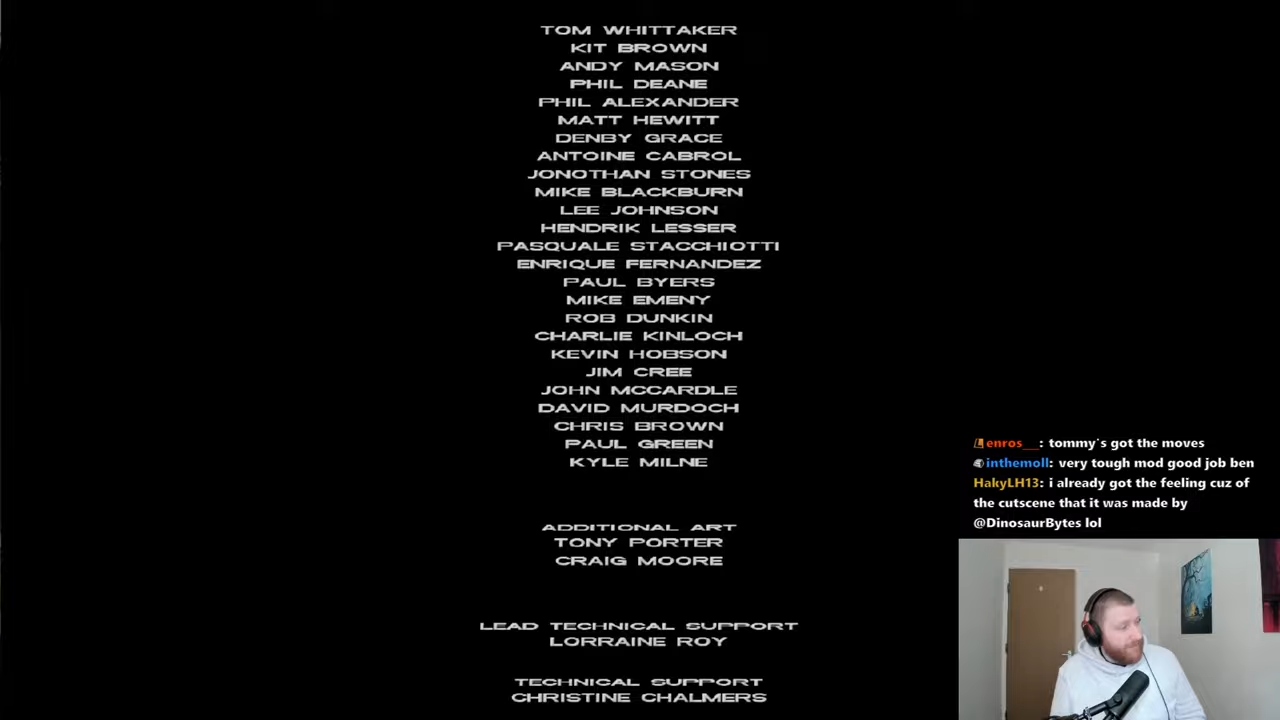 TOM WHITTAKER
KIT BROWN
ANDY MASON
PHIL DEANE
PHIL ALEXANDER
MATT HEWITT
DENBY GRACE
ANTOINE CABROL
JONOTHAN STONES
MIKE BLACKBURN
LEE JOHNSON
HENDRIK LESSER
PASQUALE STACCHIOTTI
ENRIQUE FERNANDEZ
PAUL BYERS
MIKE EMENY
ROB DUNKIN
CHARLIE KINLOCH
KEVIN HOBSON
JIM CREE
JOHN MCCARDLE
DAVID MURDOCH
CHRIS BROWN
PAUL GREEN
KYLE MILNE
ADDITIONAL ART
TONY PORTER
CRAIG MOORE
LEAD TECHNICAL SUPPORT
LORRAINE ROY
TECHNICAL SUPPORT
CHRISTINE CHALMERS
enros__: tommy's got the moves
inthemoll: very tough mod good job ben
HakyLH13: i already got the feeling cuz of
the cutscene that it was made by
@DinosaurBytes lol